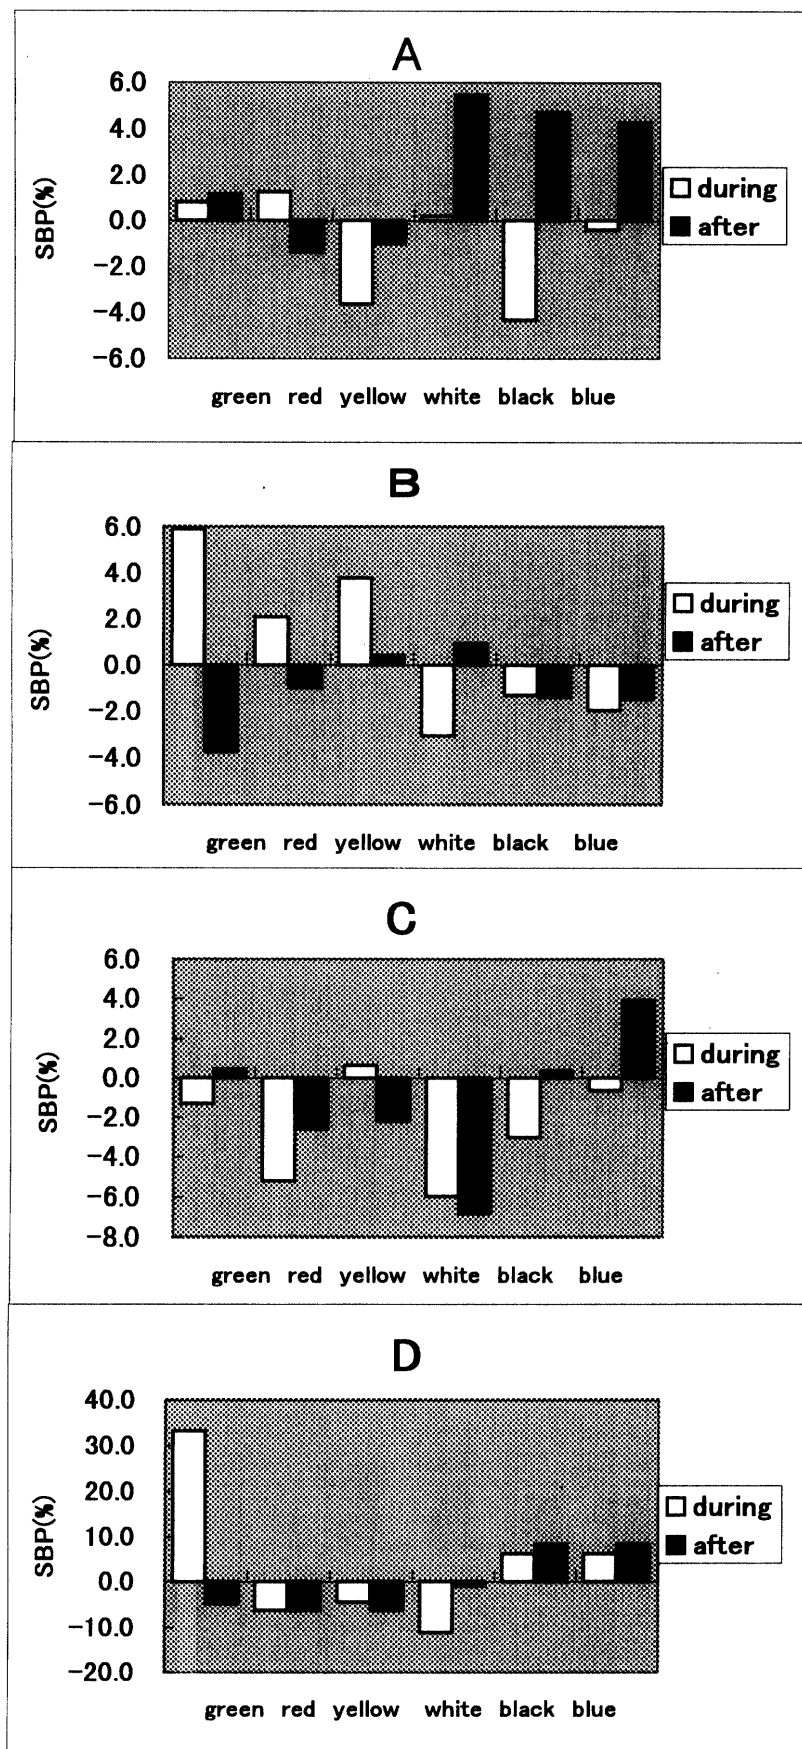 A
6.0
4.0
2.0
0.0
−2.0
−4.0
−6.0
SBP(%)
during
after
green red yellow white black blue
B
6.0
4.0
2.0
0.0
−2.0
−4.0
−6.0
SBP(%)
during
after
green red yellow white black blue
C
6.0
4.0
2.0
0.0
−2.0
−4.0
−6.0
−8.0
SBP(%)
during
after
green red yellow white black blue
D
40.0
30.0
20.0
10.0
0.0
−10.0
−20.0
SBP(%)
during
after
green red yellow white black blue